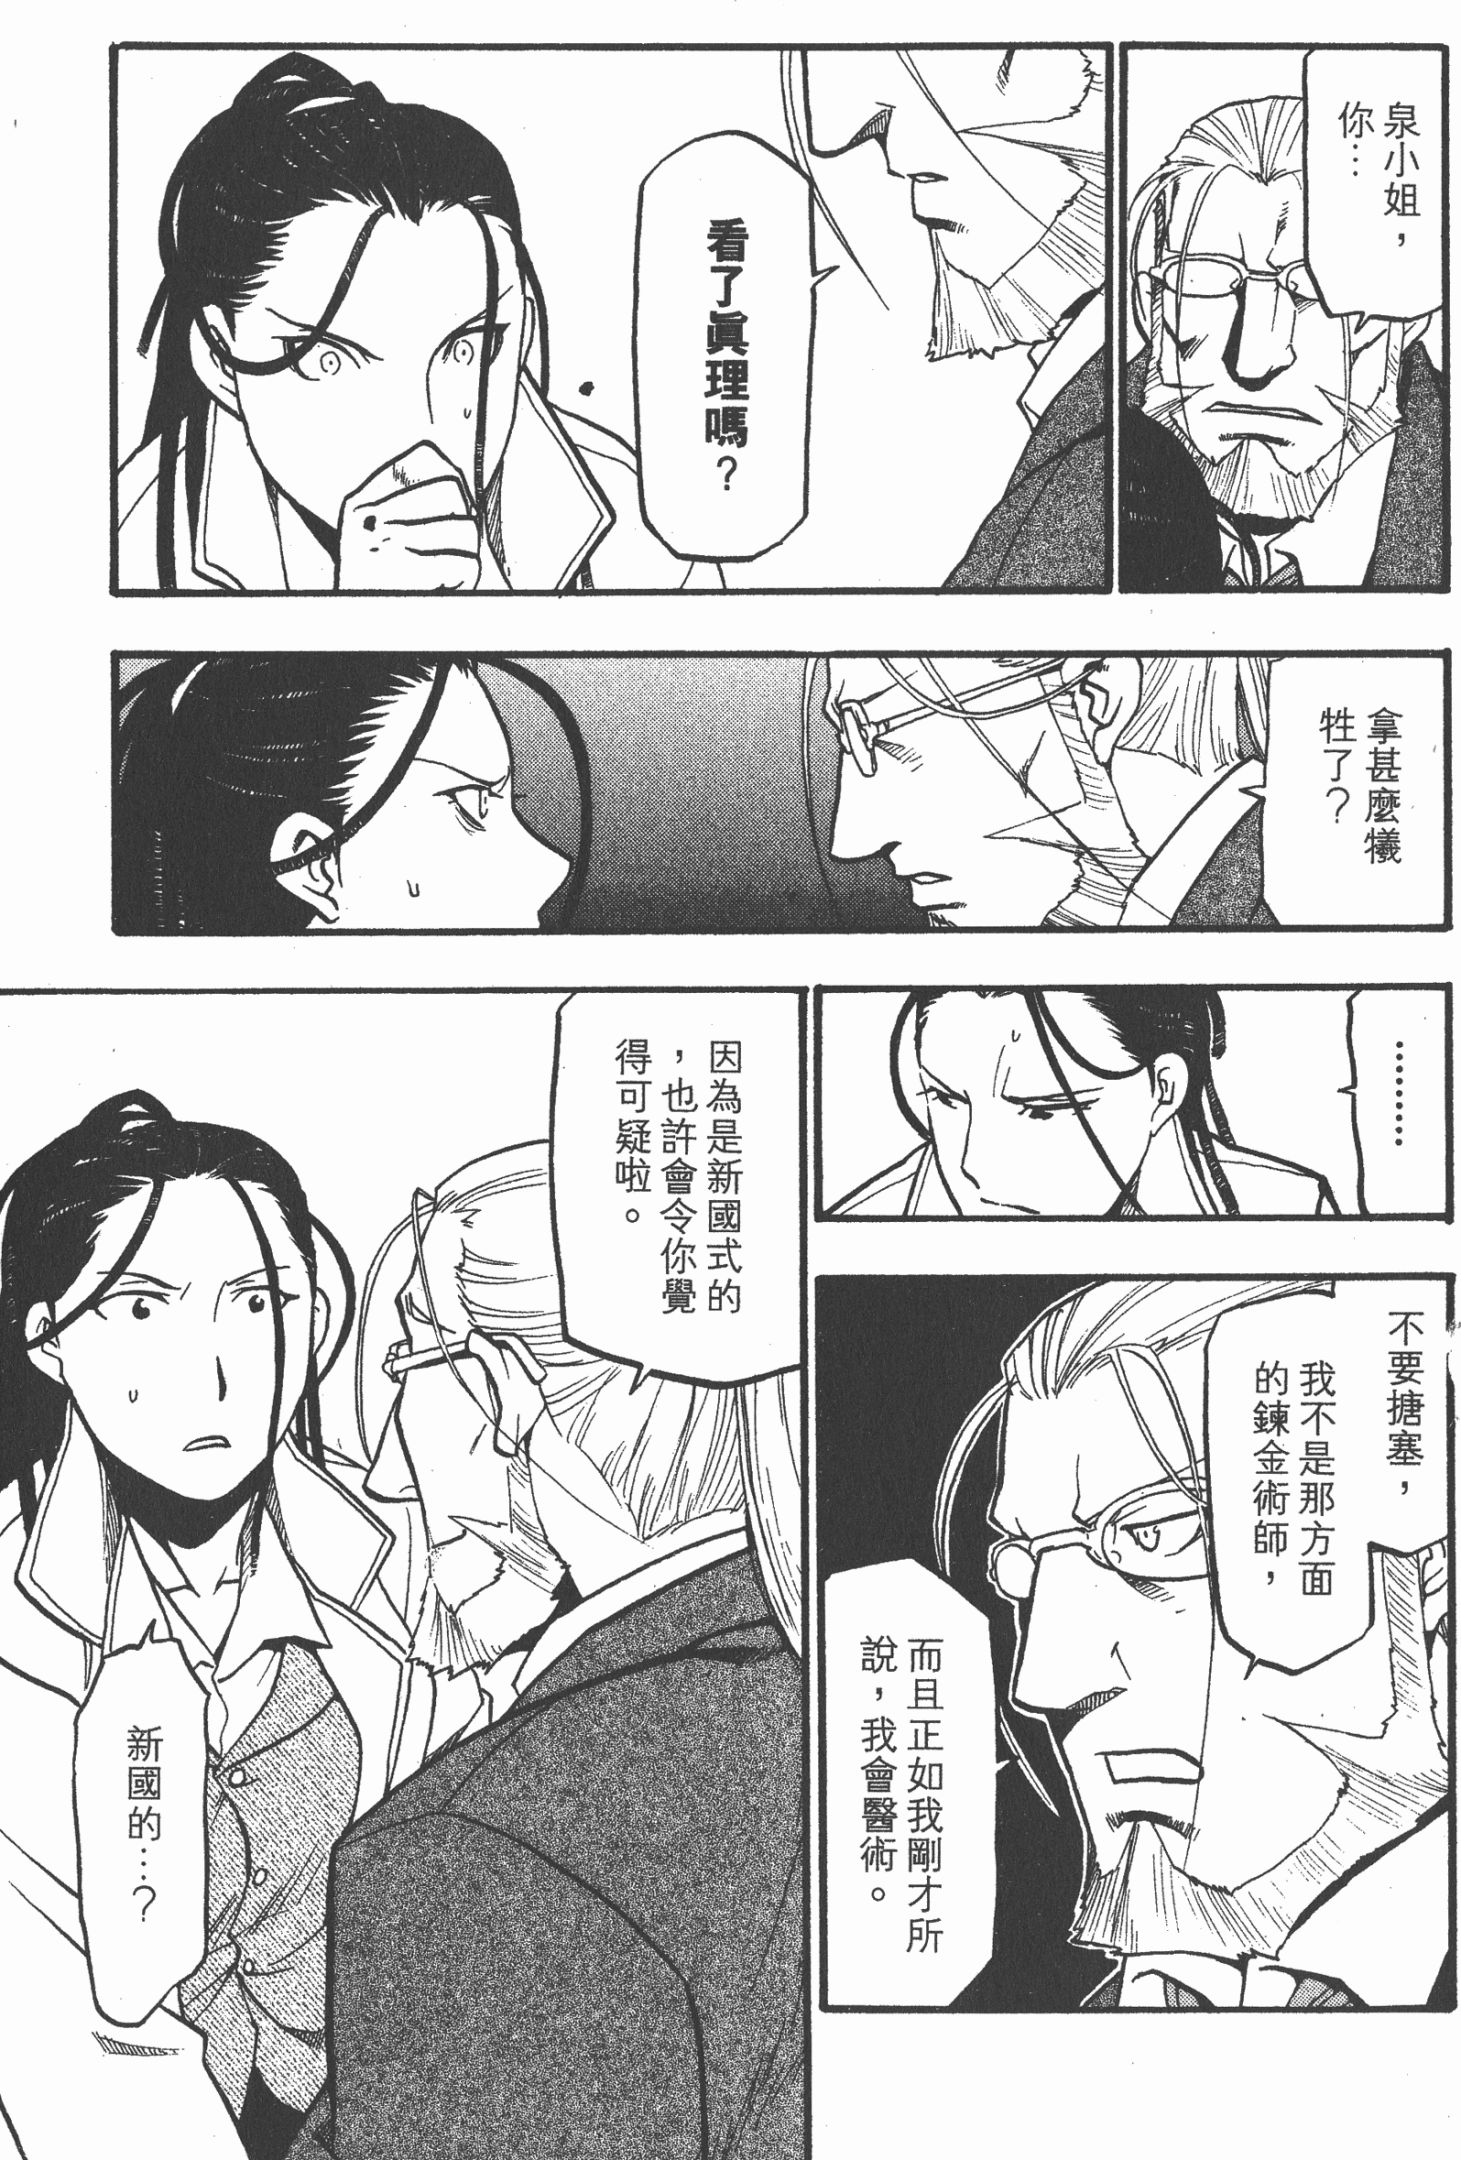 泉小姐，
你…
看了眞理嗎？
拿甚麼犧
牲了？
………
不要搪塞，
我不是那方面
的鍊金術師，
而且正如我剛才所
說，我會醫術。
因為是新國式的
，也許會令你覺
得可疑啦。
新國的…？